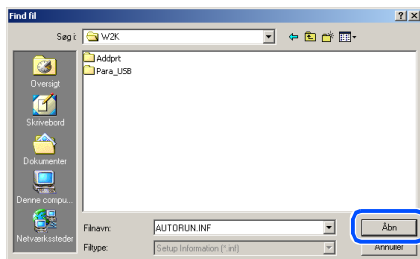 Find fil
Søg i:
W2K
Addprt
Para_USB
Oversigt
Skrivebord
Dokumenter
Denne compu...
Netværkssteder
Filnavn:
AUTORUN.INF
Åbn
Filtype:
Setup Information (*.inf)
Annuller